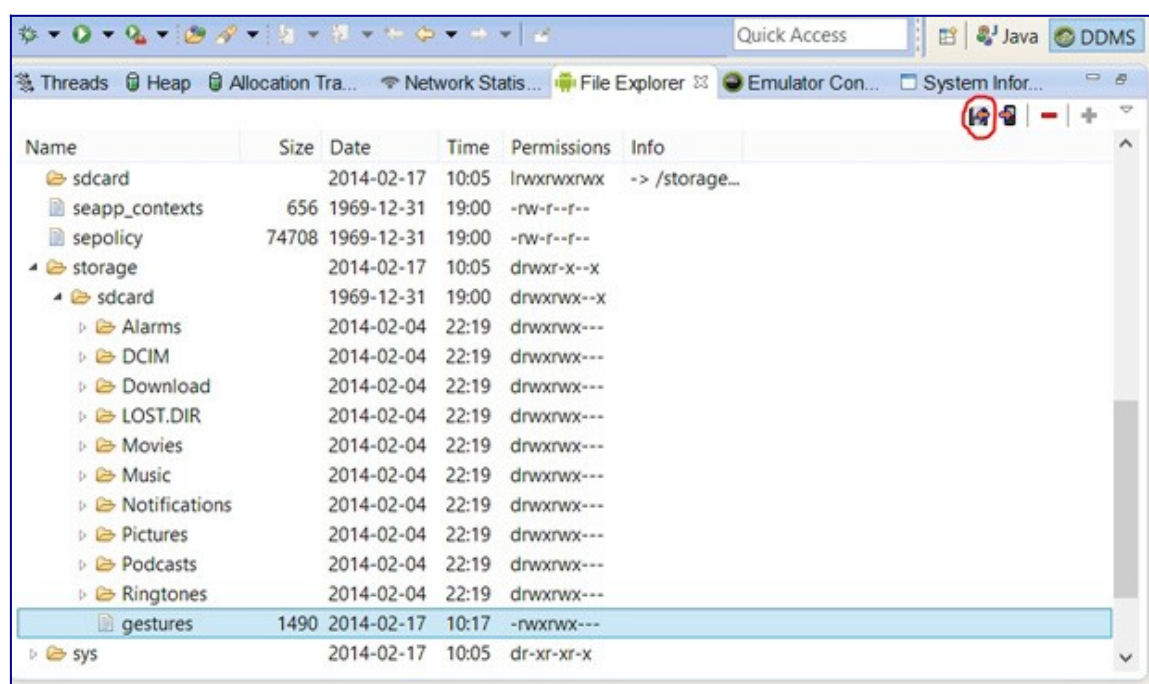 Quick Access Java DDMS
Threads Heap Allocation Tra... Network Statis... File Explorer Emulator Con... System Infor...
Name Size Date Time Permissions Info
sdcard 2014-02-17 10:05 lrwxrwxrwx -> /storage...
seapp_contexts 656 1969-12-31 19:00 -rw-r--r--
sepolicy 74708 1969-12-31 19:00 -rw-r--r--
storage 2014-02-17 10:05 drwxr-x--x
sdcard 1969-12-31 19:00 drwxrwx--x
Alarms 2014-02-04 22:19 drwxrwx---
DCIM 2014-02-04 22:19 drwxrwx---
Download 2014-02-04 22:19 drwxrwx---
LOST.DIR 2014-02-04 22:19 drwxrwx---
Movies 2014-02-04 22:19 drwxrwx---
Music 2014-02-04 22:19 drwxrwx---
Notifications 2014-02-04 22:19 drwxrwx---
Pictures 2014-02-04 22:19 drwxrwx---
Podcasts 2014-02-04 22:19 drwxrwx---
Ringtones 2014-02-04 22:19 drwxrwx---
gestures 1490 2014-02-17 10:17 -rwxrwx---
sys 2014-02-17 10:05 dr-xr-xr-x